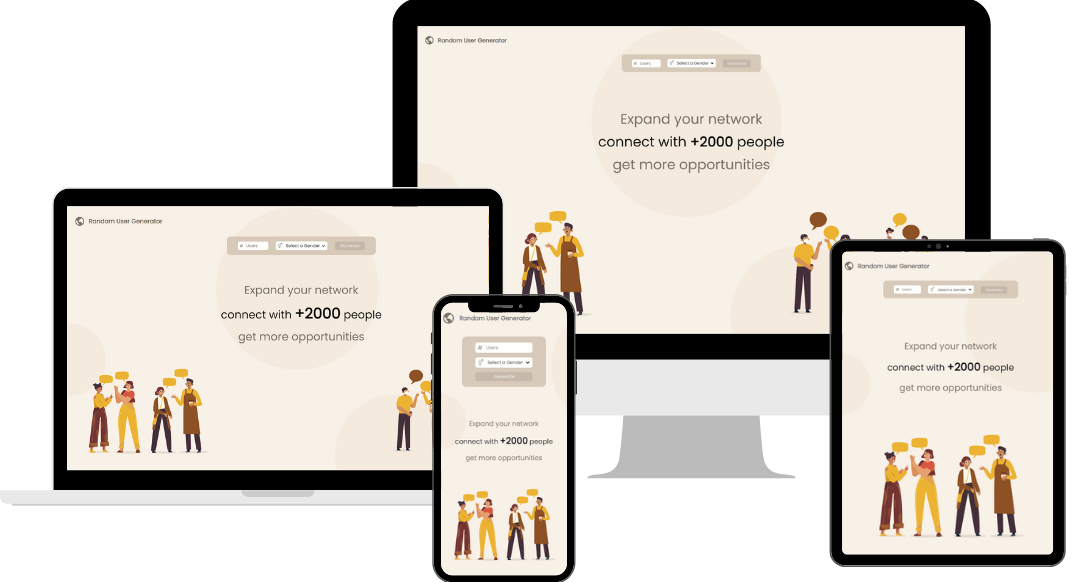 Random User Generator
Users
Select a Gender
Generate
Expand your network
connect with +2000 people
get more opportunities
Random User Generator
Users
Select a Gender
Expand your network
connect with +2000 people
get more opportunities
Random User Generator
Users
Select a Gender
Generate
Expand your network
connect with +2000 people
get more opportunities
Random User Generator
Users
Select a Gender
Expand your network
connect with +2000 people
get more opportunities